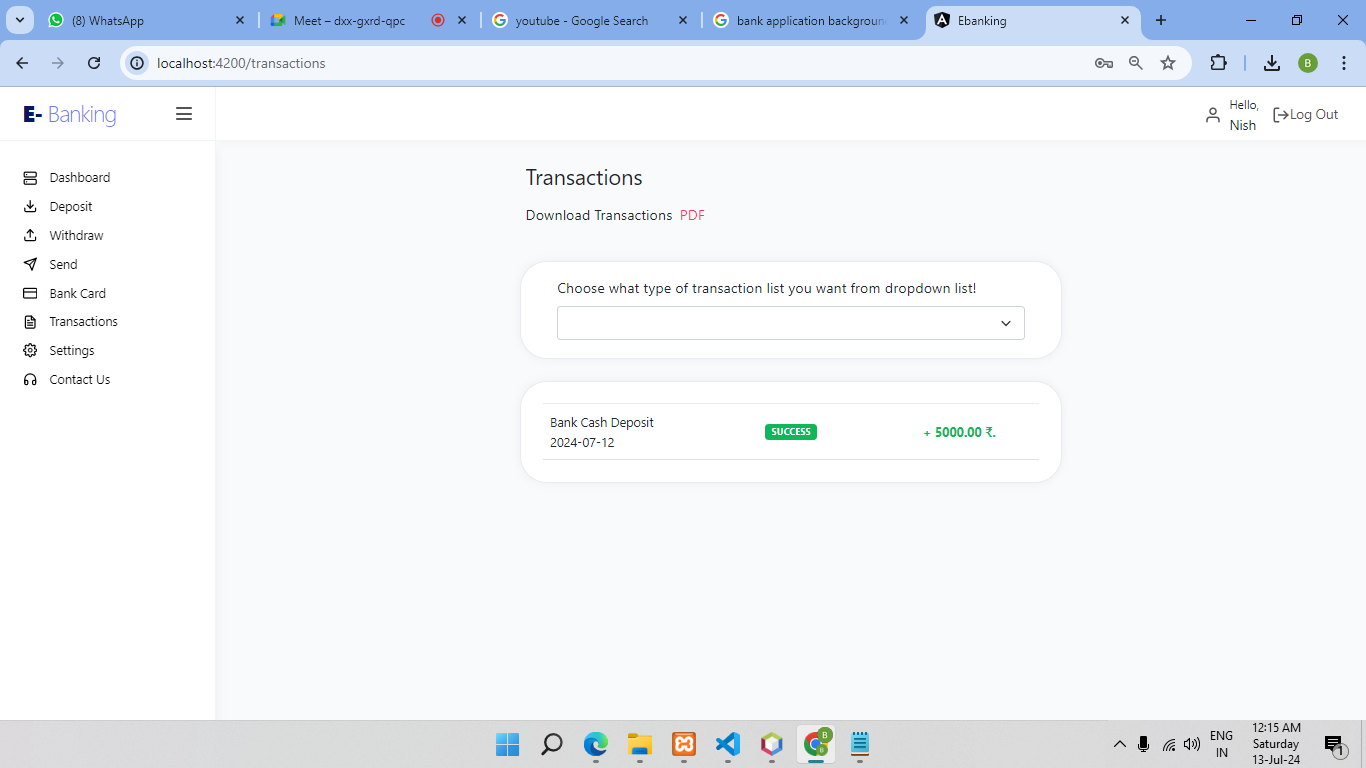 (8) WhatsApp
Meet – dxx-gxrd-qpc
youtube - Google Search
bank application backgroun
Ebanking
localhost:4200/transactions
B
E- Banking
Hello,
Nish
Log Out
Dashboard
Deposit
Withdraw
Send
Bank Card
Transactions
Settings
Contact Us
Transactions
Download Transactions PDF
Choose what type of transaction list you want from dropdown list!
Bank Cash Deposit
2024-07-12
SUCCESS
+ 5000.00 ₹.
B
ENG
IN
12:15 AM
Saturday
13-Jul-24
1